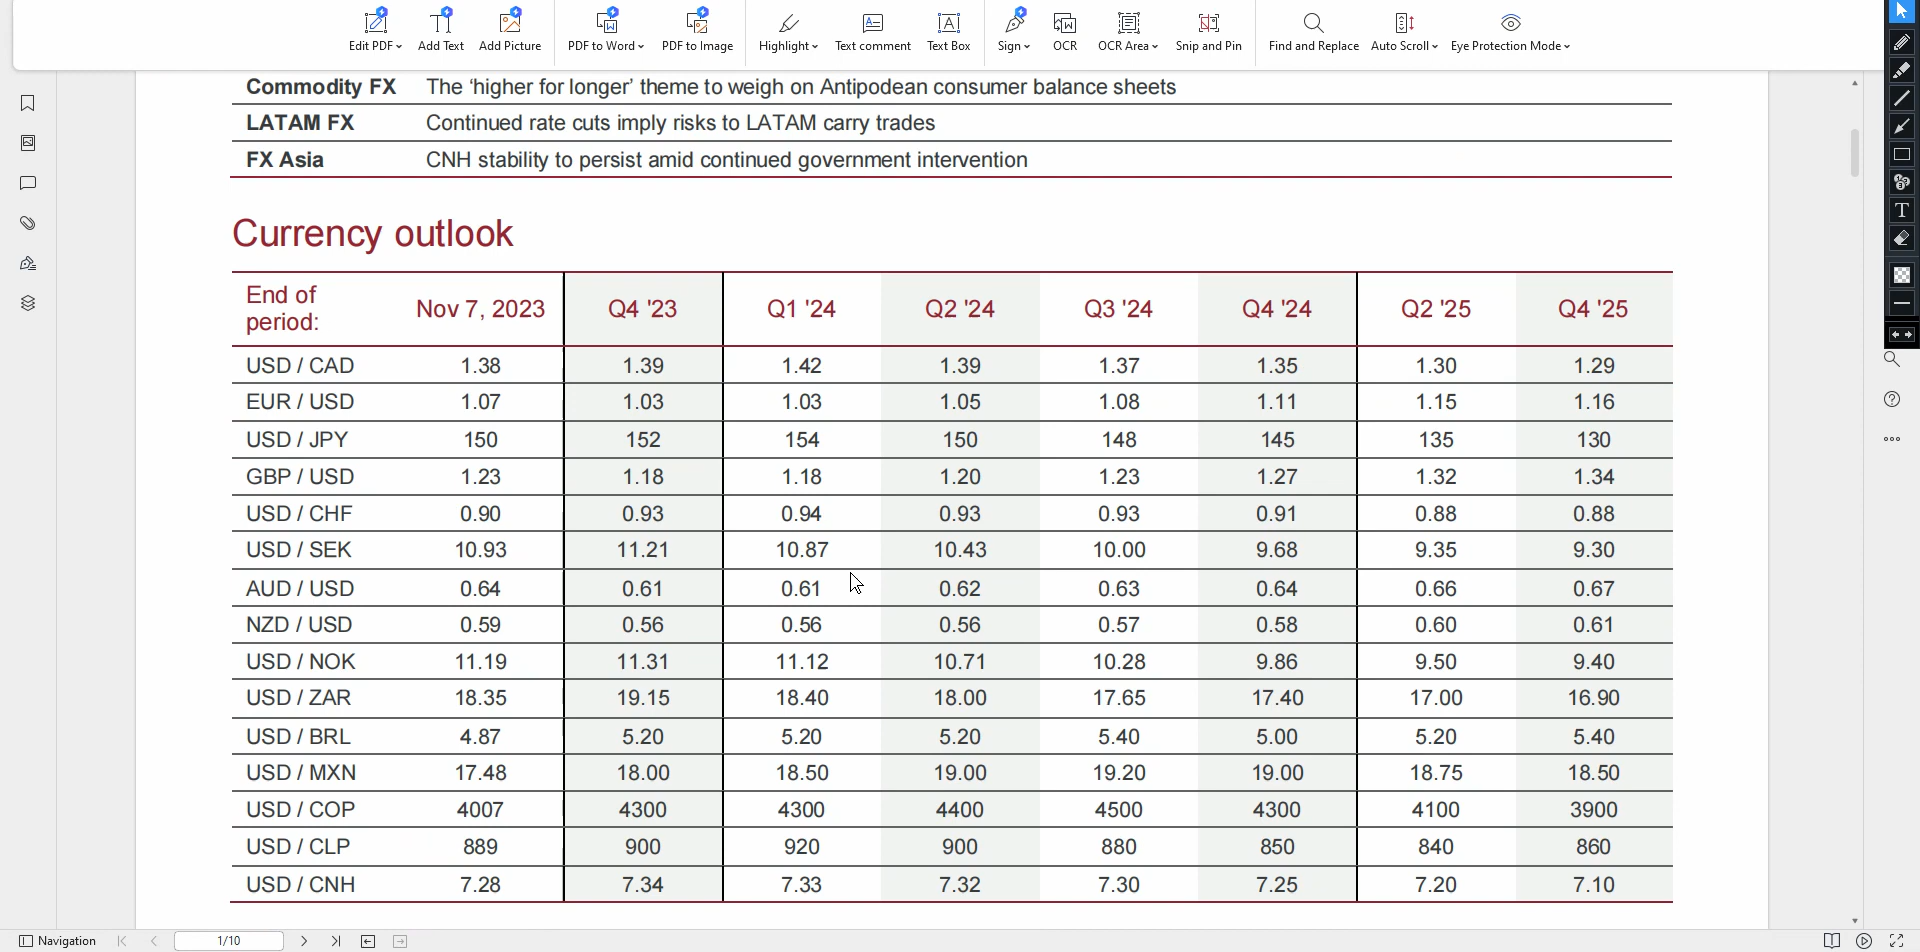 Edit PDF Add Text Add Picture PDF to Word PDF to Image Highlight Text comment Text Box Sign OCR OCR Area Snip and Pin Find and Replace Auto Scroll Eye Protection Mode
Commodity FX The ‘higher for longer’ theme to weigh on Antipodean consumer balance sheets
LATAM FX Continued rate cuts imply risks to LATAM carry trades
FX Asia CNH stability to persist amid continued government intervention
Currency outlook
End of period: Nov 7, 2023 Q4 '23 Q1 '24 Q2 '24 Q3 '24 Q4 '24 Q2 '25 Q4 '25
USD / CAD 1.38 1.39 1.42 1.39 1.37 1.35 1.30 1.29
EUR / USD 1.07 1.03 1.03 1.05 1.08 1.11 1.15 1.16
USD / JPY 150 152 154 150 148 145 135 130
GBP / USD 1.23 1.18 1.18 1.20 1.23 1.27 1.32 1.34
USD / CHF 0.90 0.93 0.94 0.93 0.93 0.91 0.88 0.88
USD / SEK 10.93 11.21 10.87 10.43 10.00 9.68 9.35 9.30
AUD / USD 0.64 0.61 0.61 0.62 0.63 0.64 0.66 0.67
NZD / USD 0.59 0.56 0.56 0.56 0.57 0.58 0.60 0.61
USD / NOK 11.19 11.31 11.12 10.71 10.28 9.86 9.50 9.40
USD / ZAR 18.35 19.15 18.40 18.00 17.65 17.40 17.00 16.90
USD / BRL 4.87 5.20 5.20 5.20 5.40 5.00 5.20 5.40
USD / MXN 17.48 18.00 18.50 19.00 19.20 19.00 18.75 18.50
USD / COP 4007 4300 4300 4400 4500 4300 4100 3900
USD / CLP 889 900 920 900 880 850 840 860
USD / CNH 7.28 7.34 7.33 7.32 7.30 7.25 7.20 7.10
Navigation 1/10